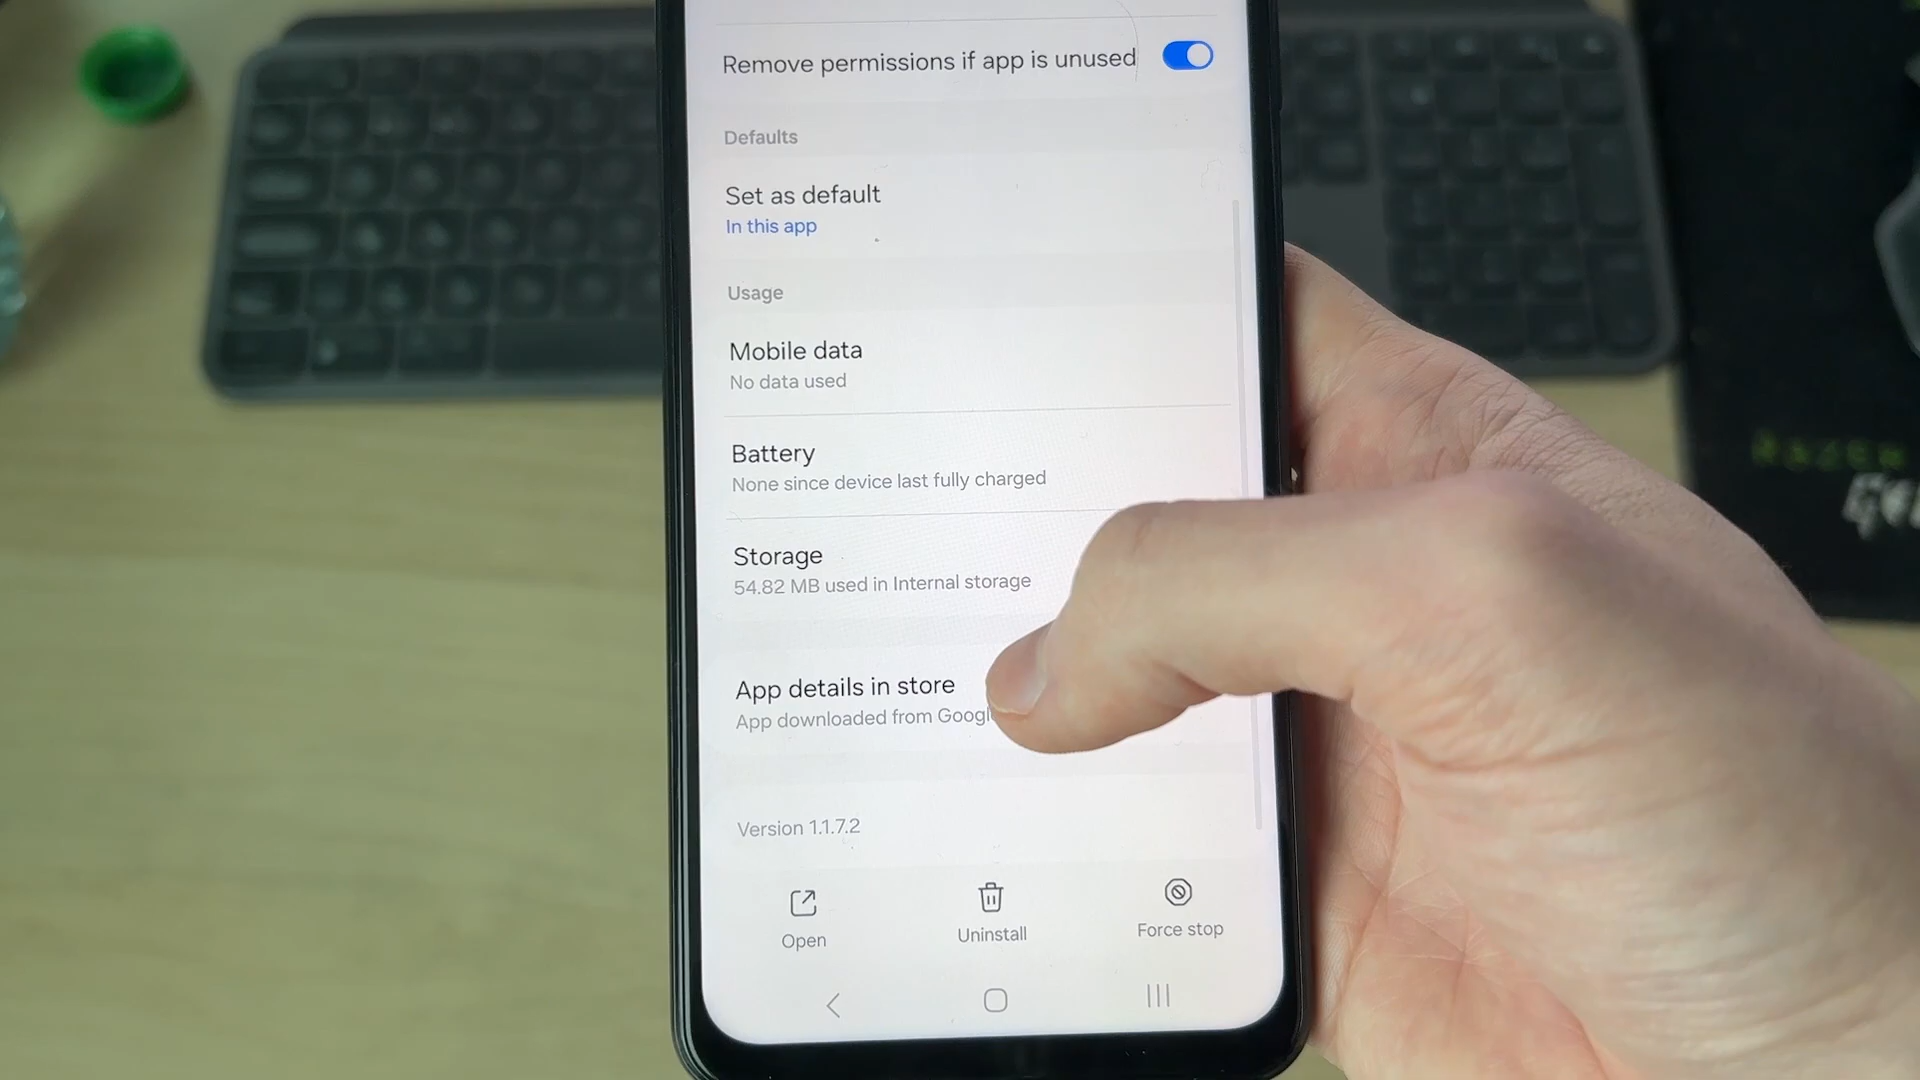 Remove permissions if app is unused
Defaults
Set as default
In this app
Usage
Mobile data
No data used
Battery
None since device last fully charged
Storage
54.82 MB used in Internal storage
App details in store
App downloaded from
Version 1.1.7.2
Open
Uninstall
Force stop